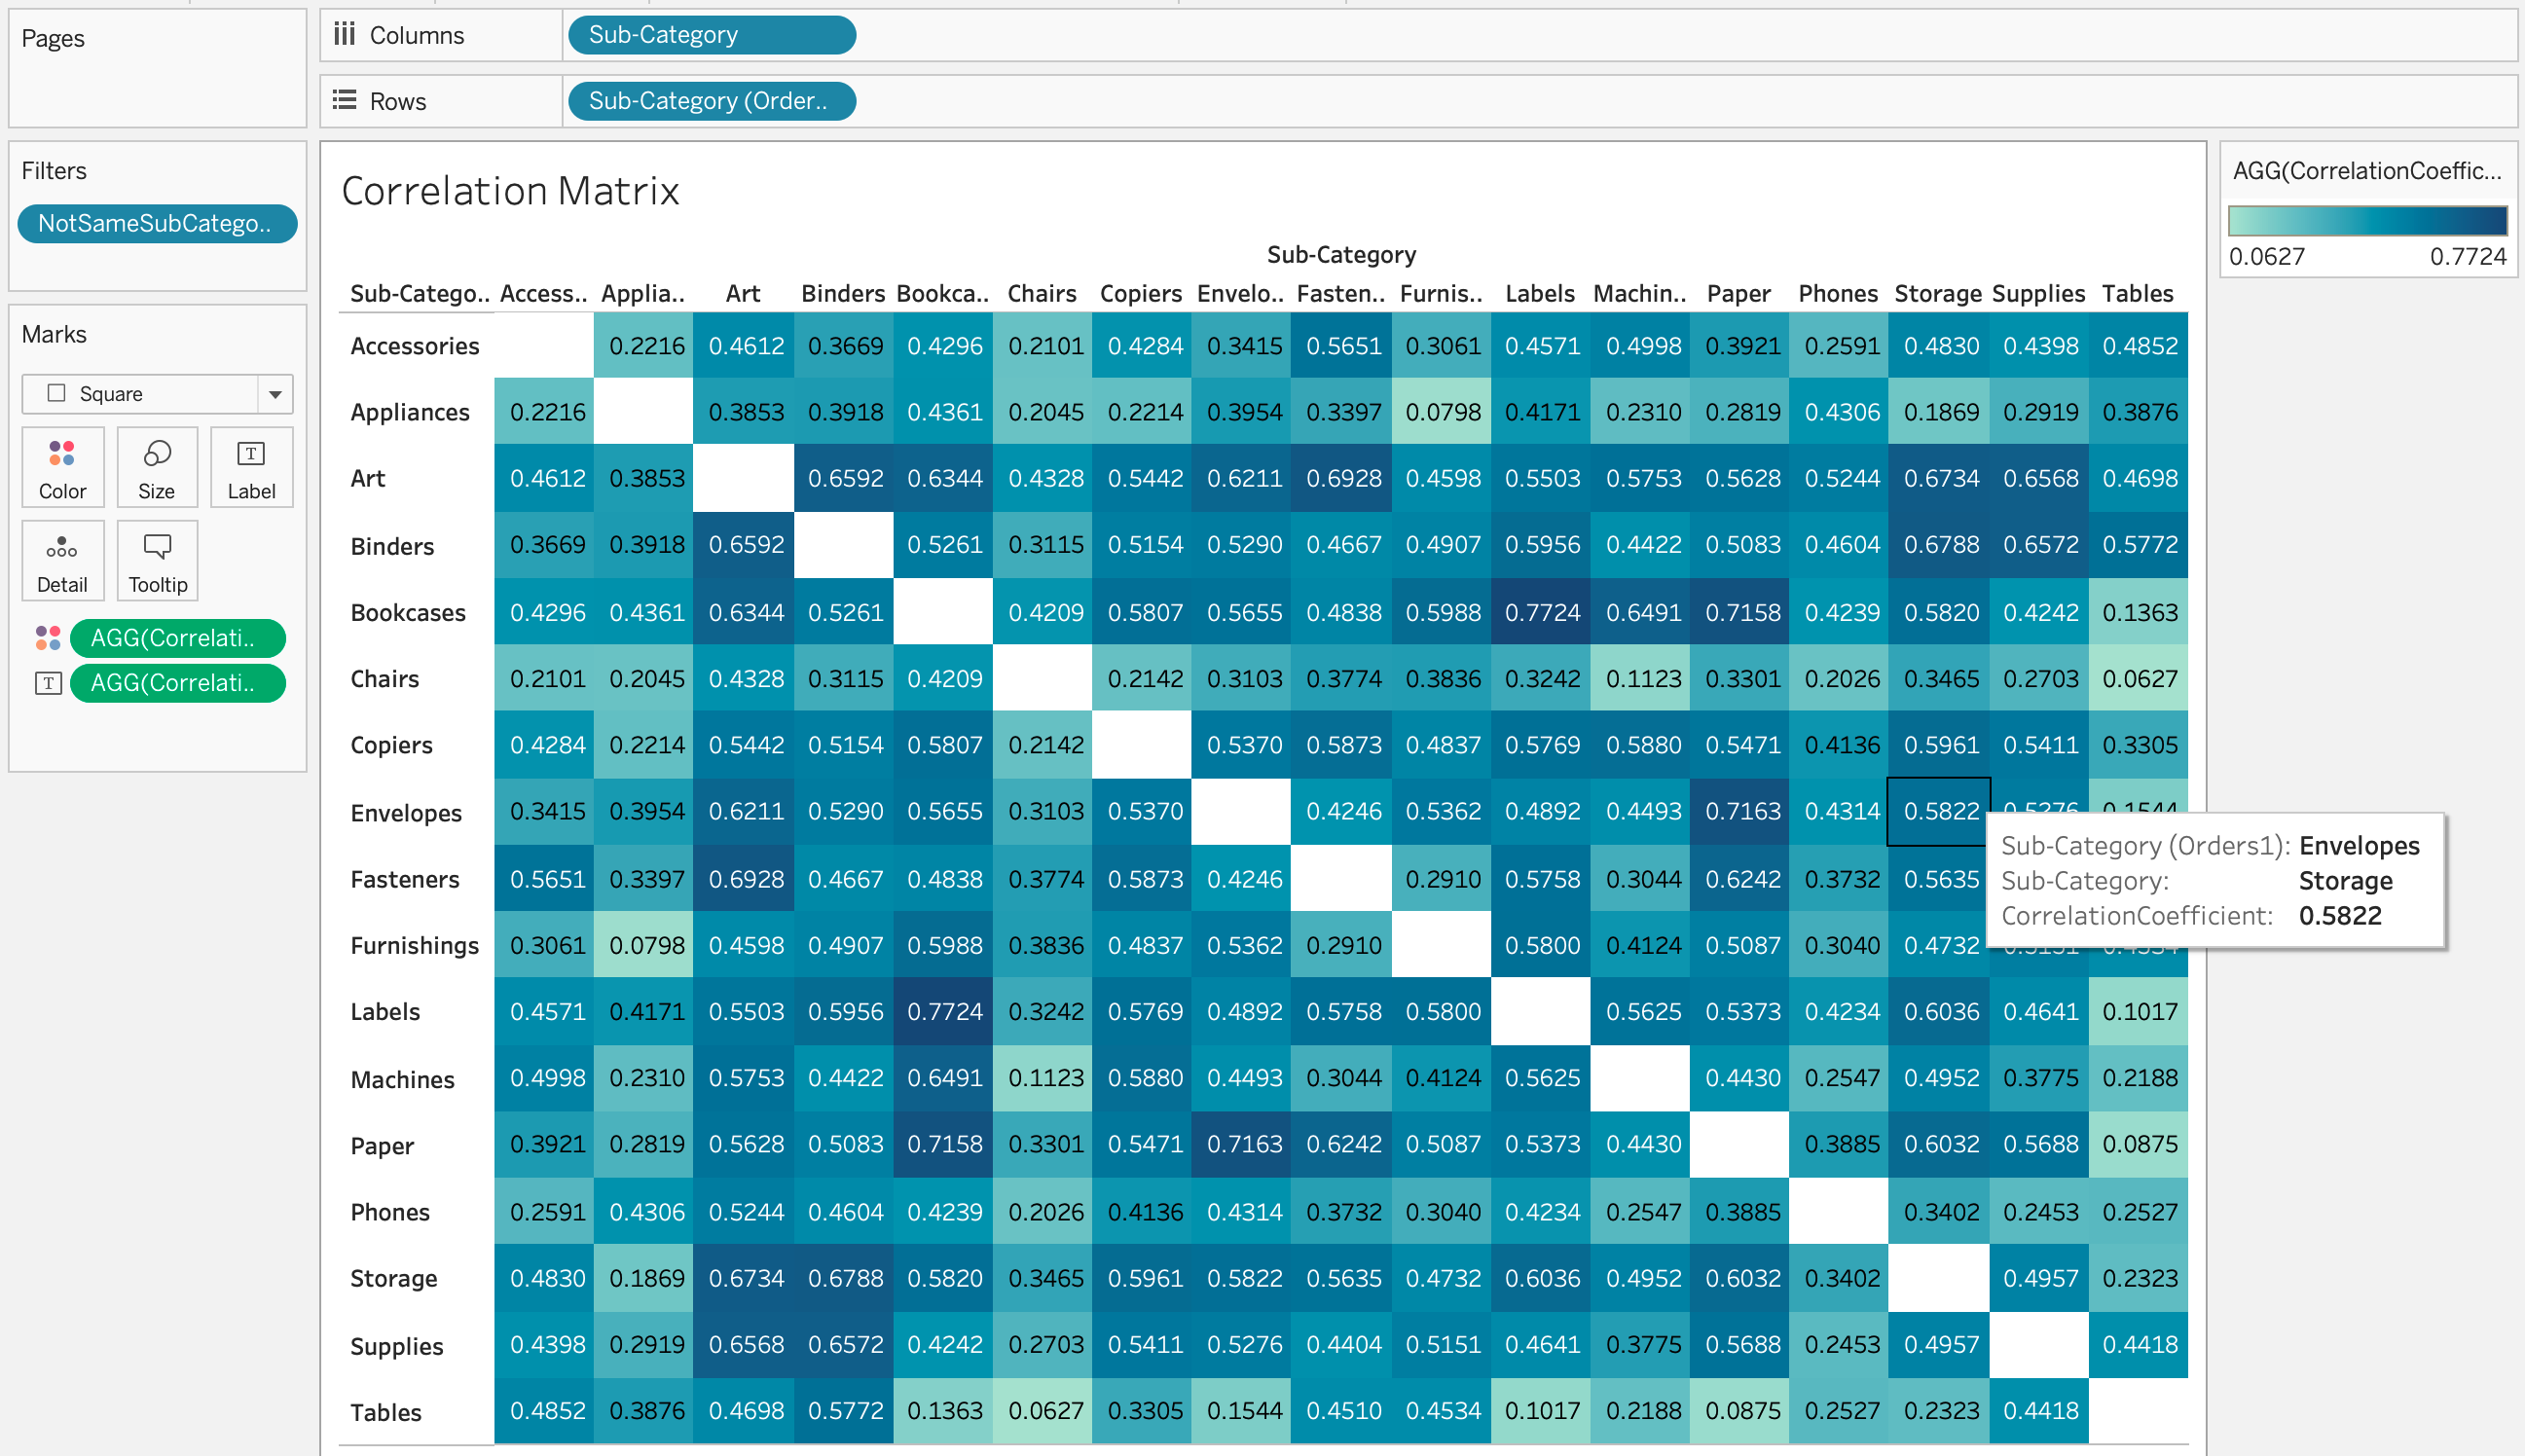 Pages
Columns Sub-Category
Rows Sub-Category (Order..
Filters
NotSameSubCatego..
Marks
Square
Color Size Label
Detail Tooltip
AGG(Correlati..
AGG(Correlati..
Correlation Matrix
Sub-Category
Sub-Catego.. Access.. Applia.. Art Binders Bookca.. Chairs Copiers Envelo.. Fasten.. Furnis.. Labels Machin.. Paper Phones Storage Supplies Tables
Accessories 0.2216 0.4612 0.3669 0.4296 0.2101 0.4284 0.3415 0.5651 0.3061 0.4571 0.4998 0.3921 0.2591 0.4830 0.4398 0.4852
Appliances 0.2216 0.3853 0.3918 0.4361 0.2045 0.2214 0.3954 0.3397 0.0798 0.4171 0.2310 0.2819 0.4306 0.1869 0.2919 0.3876
Art 0.4612 0.3853 0.6592 0.6344 0.4328 0.5442 0.6211 0.6928 0.4598 0.5503 0.5753 0.5628 0.5244 0.6734 0.6568 0.4698
Binders 0.3669 0.3918 0.6592 0.5261 0.3115 0.5154 0.5290 0.4667 0.4907 0.5956 0.4422 0.5083 0.4604 0.6788 0.6572 0.5772
Bookcases 0.4296 0.4361 0.6344 0.5261 0.4209 0.5807 0.5655 0.4838 0.5988 0.7724 0.6491 0.7158 0.4239 0.5820 0.4242 0.1363
Chairs 0.2101 0.2045 0.4328 0.3115 0.4209 0.2142 0.3103 0.3774 0.3836 0.3242 0.1123 0.3301 0.2026 0.3465 0.2703 0.0627
Copiers 0.4284 0.2214 0.5442 0.5154 0.5807 0.2142 0.5370 0.5873 0.4837 0.5769 0.5880 0.5471 0.4136 0.5961 0.5411 0.3305
Envelopes 0.3415 0.3954 0.6211 0.5290 0.5655 0.3103 0.5370 0.4246 0.5362 0.4892 0.4493 0.7163 0.4314 0.5822 0.5276 0.1544
Fasteners 0.5651 0.3397 0.6928 0.4667 0.4838 0.3774 0.5873 0.4246 0.2910 0.5758 0.3044 0.6242 0.3732 0.5635
Furnishings 0.3061 0.0798 0.4598 0.4907 0.5988 0.3836 0.4837 0.5362 0.2910 0.5800 0.4124 0.5087 0.3040 0.4732
Labels 0.4571 0.4171 0.5503 0.5956 0.7724 0.3242 0.5769 0.4892 0.5758 0.5800 0.5625 0.5373 0.4234 0.6036 0.4641 0.1017
Machines 0.4998 0.2310 0.5753 0.4422 0.6491 0.1123 0.5880 0.4493 0.3044 0.4124 0.5625 0.4430 0.2547 0.4952 0.3775 0.2188
Paper 0.3921 0.2819 0.5628 0.5083 0.7158 0.3301 0.5471 0.7163 0.6242 0.5087 0.5373 0.4430 0.3885 0.6032 0.5688 0.0875
Phones 0.2591 0.4306 0.5244 0.4604 0.4239 0.2026 0.4136 0.4314 0.3732 0.3040 0.4234 0.2547 0.3885 0.3402 0.2453 0.2527
Storage 0.4830 0.1869 0.6734 0.6788 0.5820 0.3465 0.5961 0.5822 0.5635 0.4732 0.6036 0.4952 0.6032 0.3402 0.4957 0.2323
Supplies 0.4398 0.2919 0.6568 0.6572 0.4242 0.2703 0.5411 0.5276 0.4404 0.5151 0.4641 0.3775 0.5688 0.2453 0.4957 0.4418
Tables 0.4852 0.3876 0.4698 0.5772 0.1363 0.0627 0.3305 0.1544 0.4510 0.4534 0.1017 0.2188 0.0875 0.2527 0.2323 0.4418
Sub-Category (Orders1): Envelopes
Sub-Category: Storage
CorrelationCoefficient: 0.5822
AGG(CorrelationCoeffic...
0.0627 0.7724